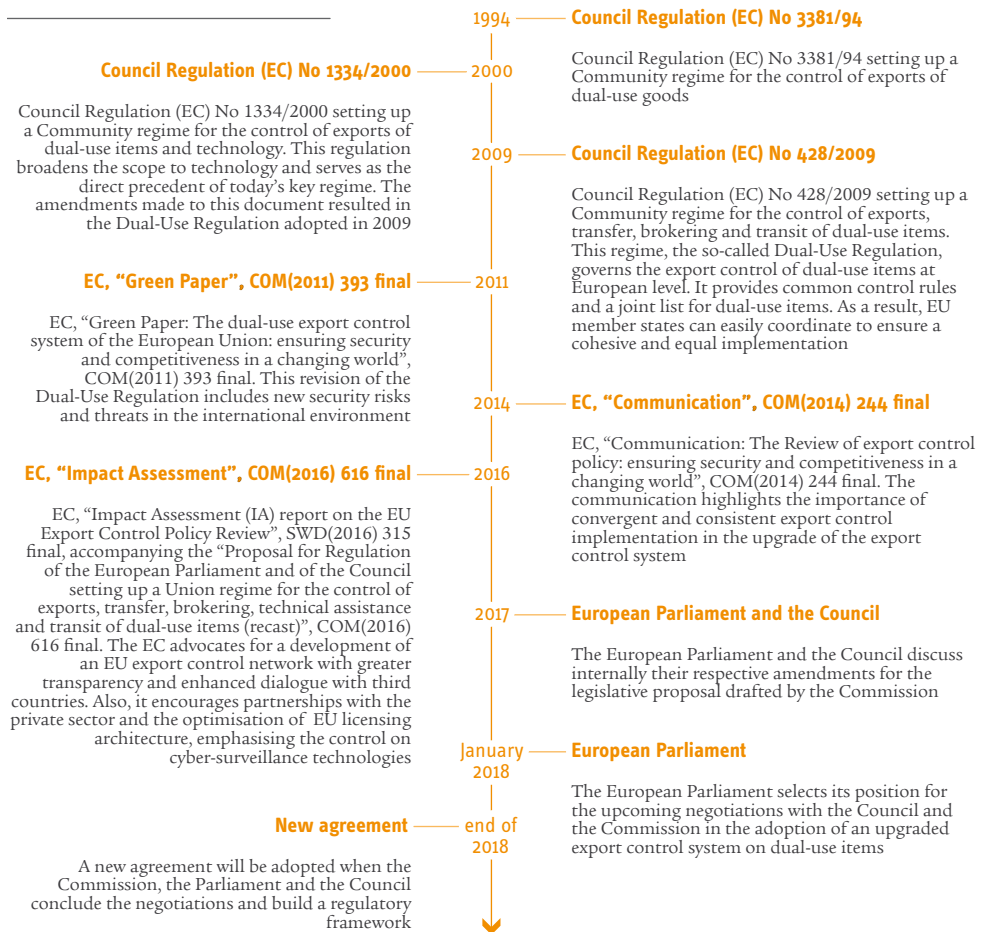 1994
Council Regulation (EC) No 3381/94
Council Regulation (EC) No 3381/94 setting up a
Community regime for the control of exports of
dual-use goods
Council Regulation (EC) No 1334/2000
2000
Council Regulation (EC) No 1334/2000 setting up
a Community regime for the control of exports of
dual-use items and technology. This regulation
broadens the scope to technology and serves as the
direct precedent of today's key regime. The
amendments made to this document resulted in
the Dual-Use Regulation adopted in 2009
2009
Council Regulation (EC) No 428/2009
Council Regulation (EC) No 428/2009 setting up a
Community regime for the control of exports,
transfer, brokering and transit of dual-use items.
This regime, the so-called Dual-Use Regulation,
governs the export control of dual-use items at
European level. It provides common control rules
and a joint list for dual-use items. As a result, EU
member states can easily coordinate to ensure a
cohesive and equal implementation
EC, “Green Paper”, COM(2011) 393 final
2011
EC, “Green Paper: The dual-use export control
system of the European Union: ensuring security
and competitiveness in a changing world”,
COM(2011) 393 final. This revision of the
Dual-Use Regulation includes new security risks
and threats in the international environment
2014
EC, “Communication”, COM(2014) 244 final
EC, “Communication: The Review of export control
policy: ensuring security and competitiveness in a
changing world”, COM(2014) 244 final. The
communication highlights the importance of
convergent and consistent export control
implementation in the upgrade of the export
control system
EC, “Impact Assessment”, COM(2016) 616 final
2016
EC, “Impact Assessment (IA) report on the EU
Export Control Policy Review”, SWD(2016) 315
final, accompanying the “Proposal for Regulation
of the European Parliament and of the Council
setting up a Union regime for the control of
exports, transfer, brokering, technical assistance
and transit of dual-use items (recast)”, COM(2016)
616 final. The EC advocates for a development of
an EU export control network with greater
transparency and enhanced dialogue with third
countries. Also, it encourages partnerships with the
private sector and the optimisation of EU licensing
architecture, emphasising the control on
cyber-surveillance technologies
2017
European Parliament and the Council
The European Parliament and the Council discuss
internally their respective amendments for the
legislative proposal drafted by the Commission
January
2018
European Parliament
The European Parliament selects its position for
the upcoming negotiations with the Council and
the Commission in the adoption of an upgraded
export control system on dual-use items
New agreement
end of
2018
A new agreement will be adopted when the
Commission, the Parliament and the Council
conclude the negotiations and build a regulatory
framework